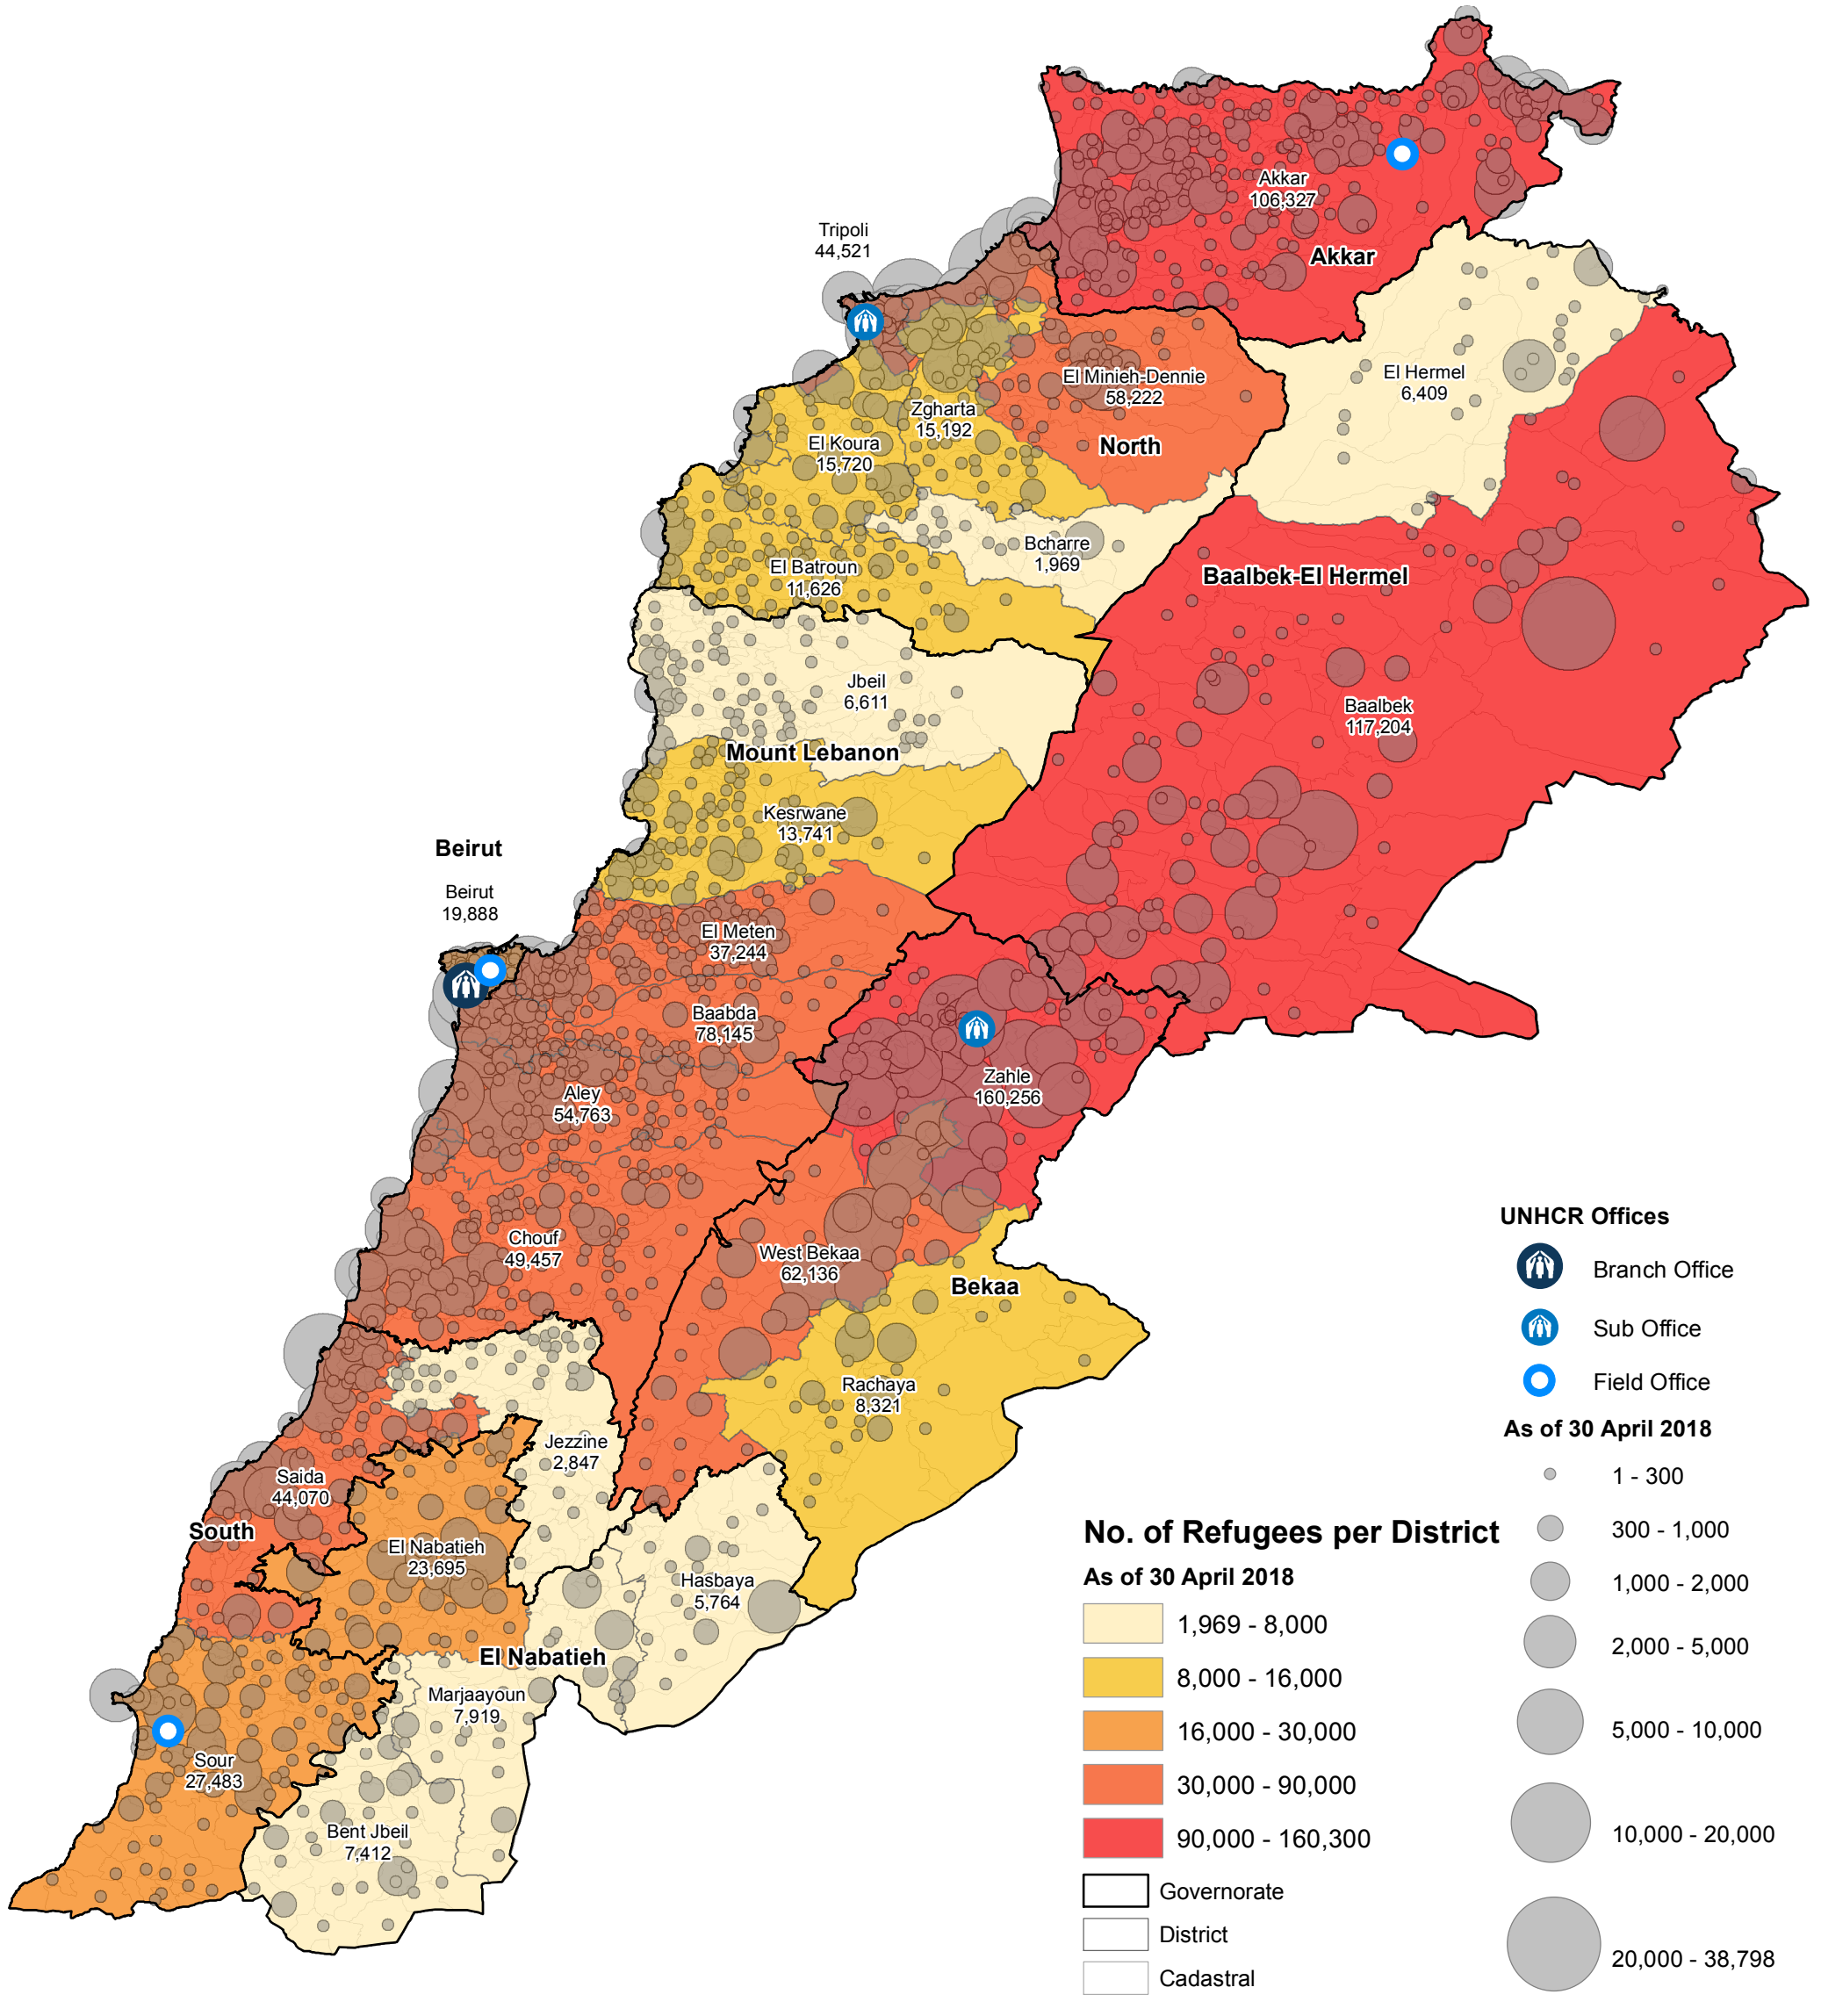 Akkar
106,327
Akkar
Tripoli
44,521
El Hermel
6,409
El Minieh-Dennie
58,222
Zgharta
15,192
North
El Koura
15,720
Bcharre
1,969
El Batroun
11,626
Baalbek-El Hermel
Jbeil
6,611
Baalbek
117,204
Mount Lebanon
Kesrwane
13,741
Beirut
Beirut
19,888
El Meten
37,244
Baabda
78,145
Zahle
160,256
Aley
54,763
Chouf
49,457
West Bekaa
62,136
Bekaa
Rachaya
8,321
Jezzine
2,847
Saida
44,070
South
El Nabatieh
23,695
Hasbaya
5,764
El Nabatieh
Marjaayoun
7,919
Sour
27,483
Bent Jbeil
7,412
UNHCR Offices
Branch Office
Sub Office
Field Office
As of 30 April 2018
1 - 300
300 - 1,000
1,000 - 2,000
2,000 - 5,000
5,000 - 10,000
10,000 - 20,000
20,000 - 38,798
No. of Refugees per District
As of 30 April 2018
1,969 - 8,000
8,000 - 16,000
16,000 - 30,000
30,000 - 90,000
90,000 - 160,300
Governorate
District
Cadastral